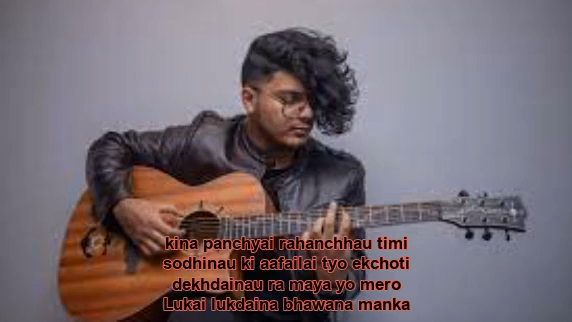 kina panchyai rahanchhau timi
sodhinau ki aafailai tyo ekchoti
dekhdainau ra maya yo mero
Lukai lukdaina bhawana manka